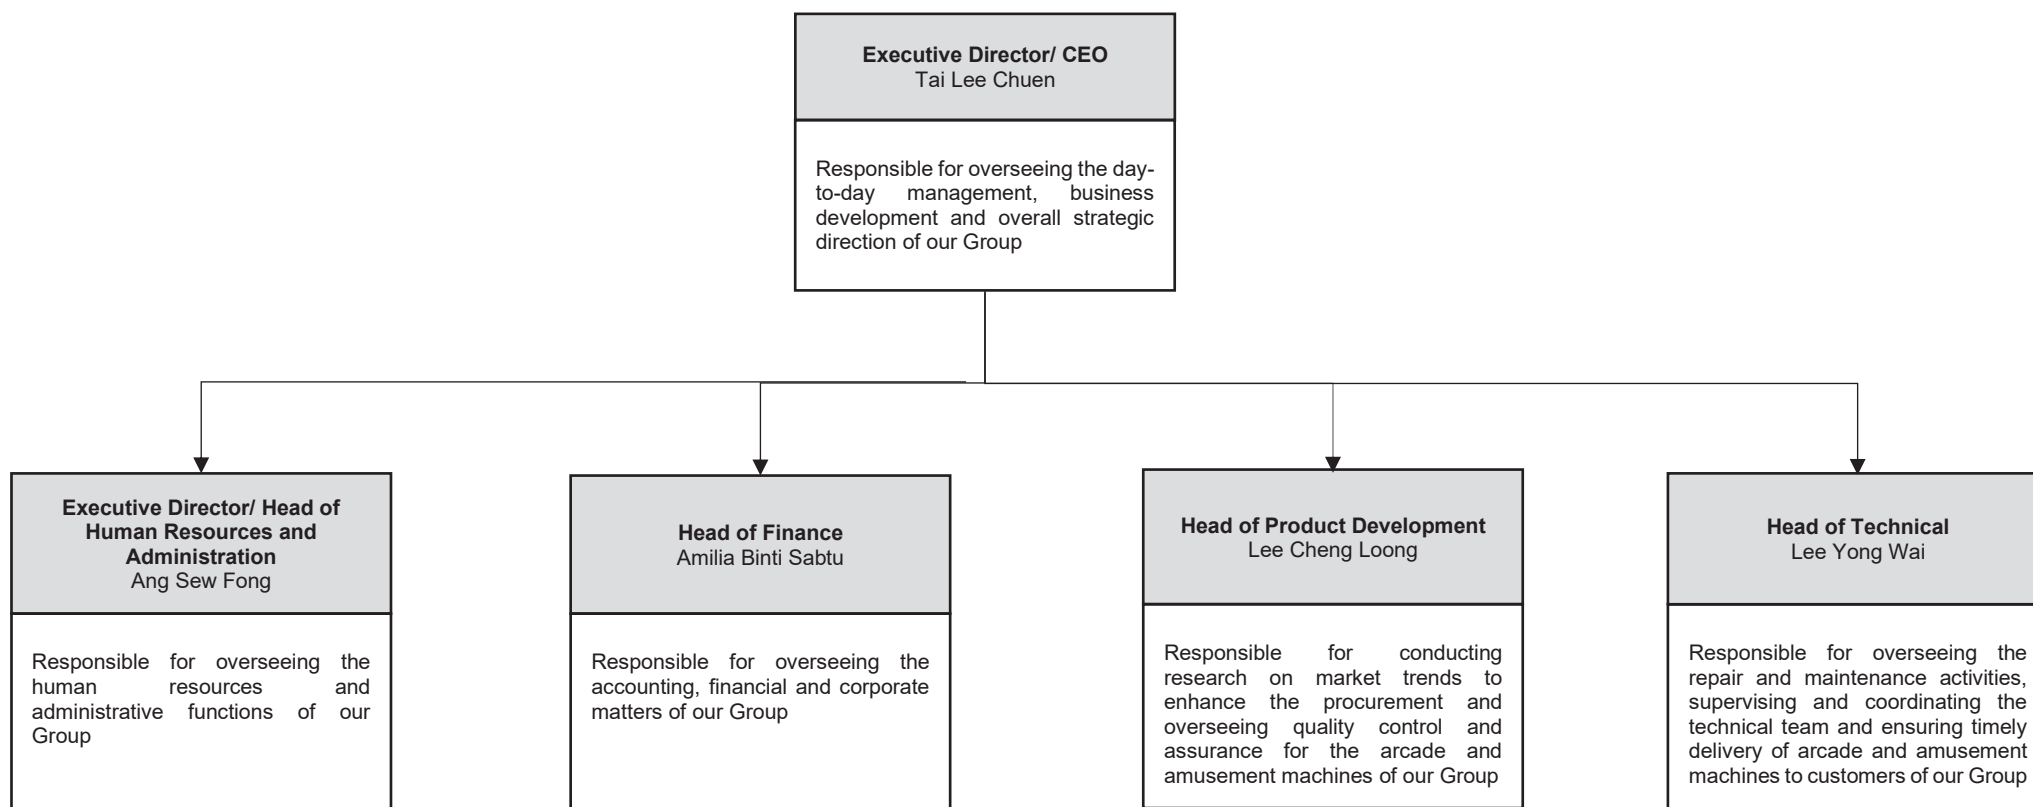 Executive Director/ CEO
Tai Lee Chuen
Responsible for overseeing the day-
to-day management, business
development and overall strategic
direction of our Group
Executive Director/ Head of
Human Resources and
Administration
Ang Sew Fong
Responsible for overseeing the
human resources and
administrative functions of our
Group
Head of Finance
Amilia Binti Sabtu
Responsible for overseeing the
accounting, financial and corporate
matters of our Group
Head of Product Development
Lee Cheng Loong
Responsible for conducting
research on market trends to
enhance the procurement and
overseeing quality control and
assurance for the arcade and
amusement machines of our Group
Head of Technical
Lee Yong Wai
Responsible for overseeing the
repair and maintenance activities,
supervising and coordinating the
technical team and ensuring timely
delivery of arcade and amusement
machines to customers of our Group